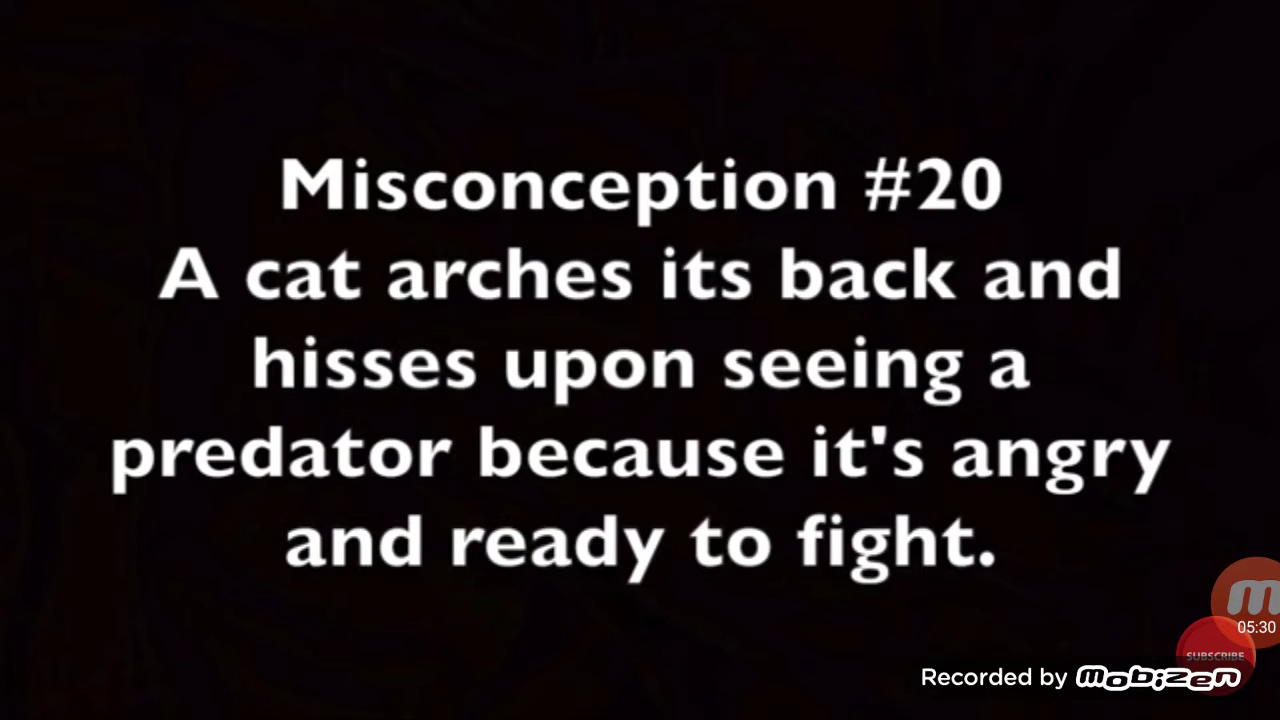 Misconception #20
A cat arches its back and
hisses upon seeing a
predator because it's angry
and ready to fight.
05:30
SUBSCRIBE
Recorded by mobizen